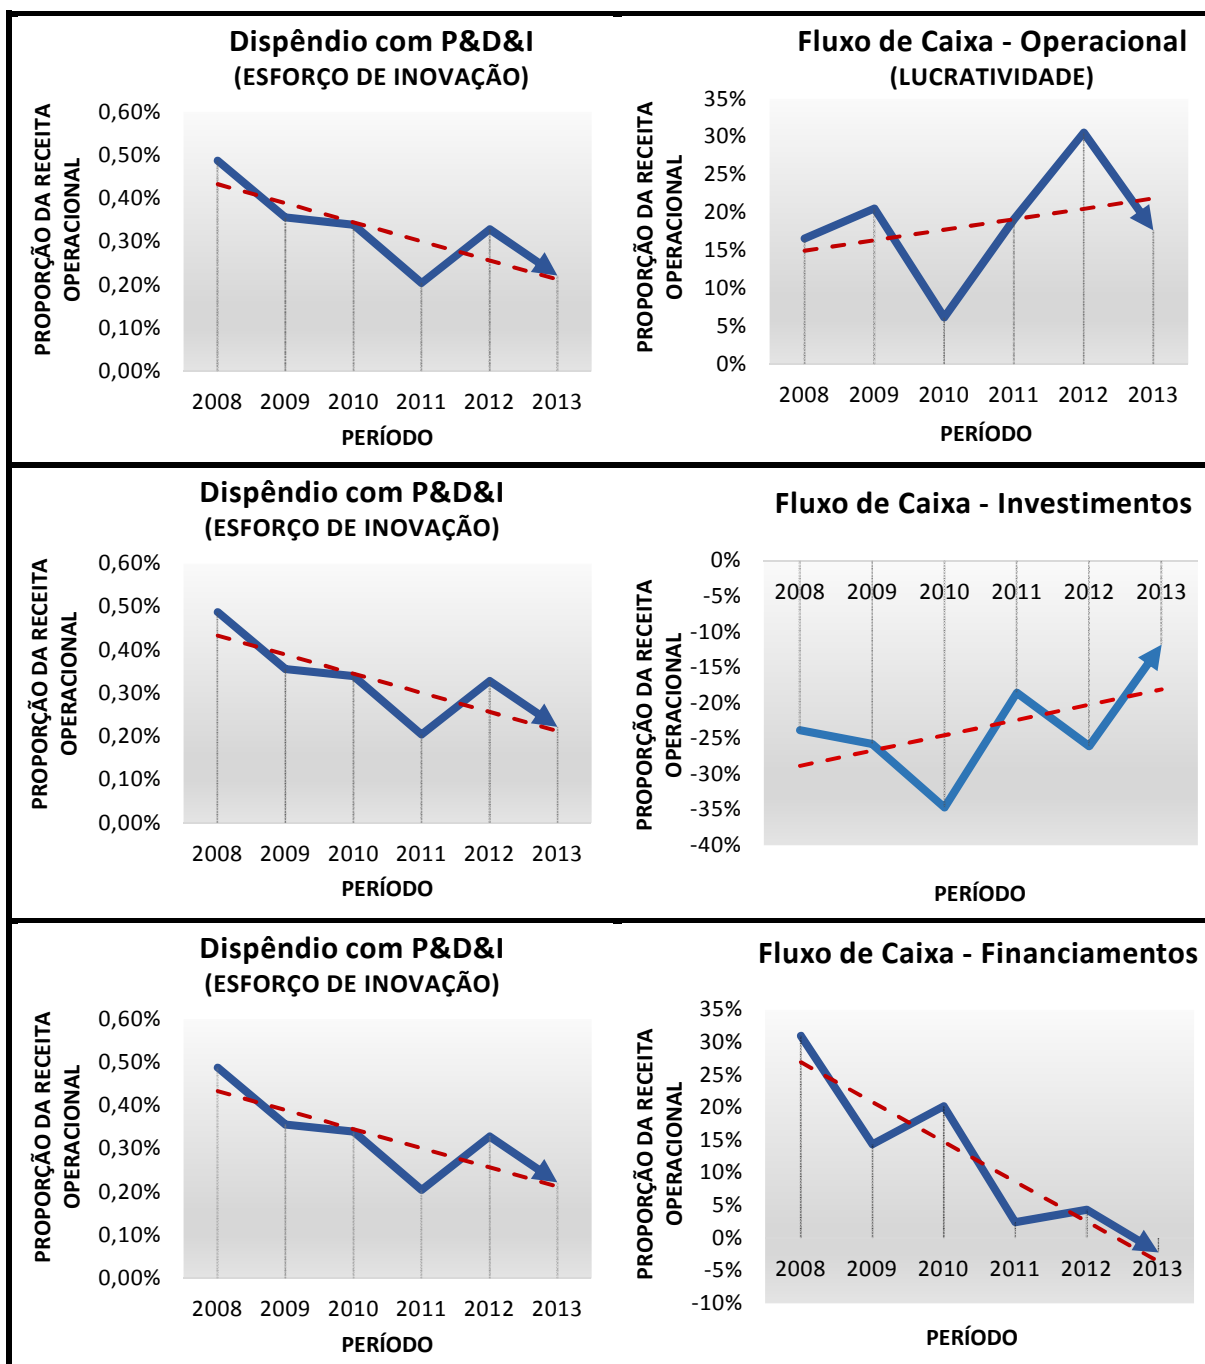 Dispêndio com P&D&I
(ESFORÇO DE INOVAÇÃO)
PROPORÇÃO DA RECEITA
OPERACIONAL
0,60%
0,50%
0,40%
0,30%
0,20%
0,10%
0,00%
2008 2009 2010 2011 2012 2013
PERÍODO
Fluxo de Caixa - Operacional
(LUCRATIVIDADE)
PROPORÇÃO DA RECEITA
OPERACIONAL
35%
30%
25%
20%
15%
10%
5%
0%
2008 2009 2010 2011 2012 2013
PERÍODO
Dispêndio com P&D&I
(ESFORÇO DE INOVAÇÃO)
PROPORÇÃO DA RECEITA
OPERACIONAL
0,60%
0,50%
0,40%
0,30%
0,20%
0,10%
0,00%
2008 2009 2010 2011 2012 2013
PERÍODO
Fluxo de Caixa - Investimentos
PROPORÇÃO DA RECEITA
OPERACIONAL
0%
-5%
-10%
-15%
-20%
-25%
-30%
-35%
-40%
2008 2009 2010 2011 2012 2013
PERÍODO
Dispêndio com P&D&I
(ESFORÇO DE INOVAÇÃO)
PROPORÇÃO DA RECEITA
OPERACIONAL
0,60%
0,50%
0,40%
0,30%
0,20%
0,10%
0,00%
2008 2009 2010 2011 2012 2013
PERÍODO
Fluxo de Caixa - Financiamentos
PROPORÇÃO DA RECEITA
OPERACIONAL
35%
30%
25%
20%
15%
10%
5%
0%
-5%
-10%
2008 2009 2010 2011 2012 2013
PERÍODO